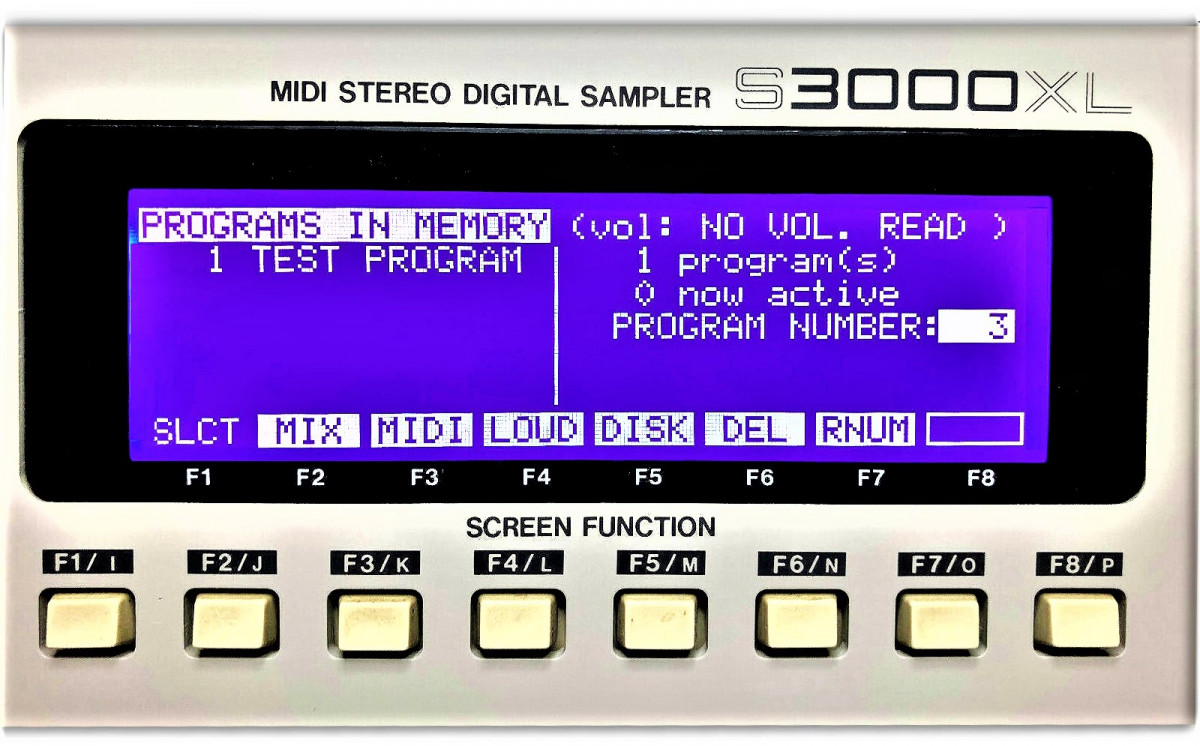 MIDI STEREO DIGITAL SAMPLER S3000XL
PROGRAMS IN MEMORY (vol: NO VOL. READ )
1 TEST PROGRAM 1 program(s)
0 now active
PROGRAM NUMBER: 3
SLCT MIX MIDI LOUD DISK DEL RNUM
F1 F2 F3 F4 F5 F6 F7 F8
SCREEN FUNCTION
F1/I F2/J F3/K F4/L F5/M F6/N F7/O F8/P